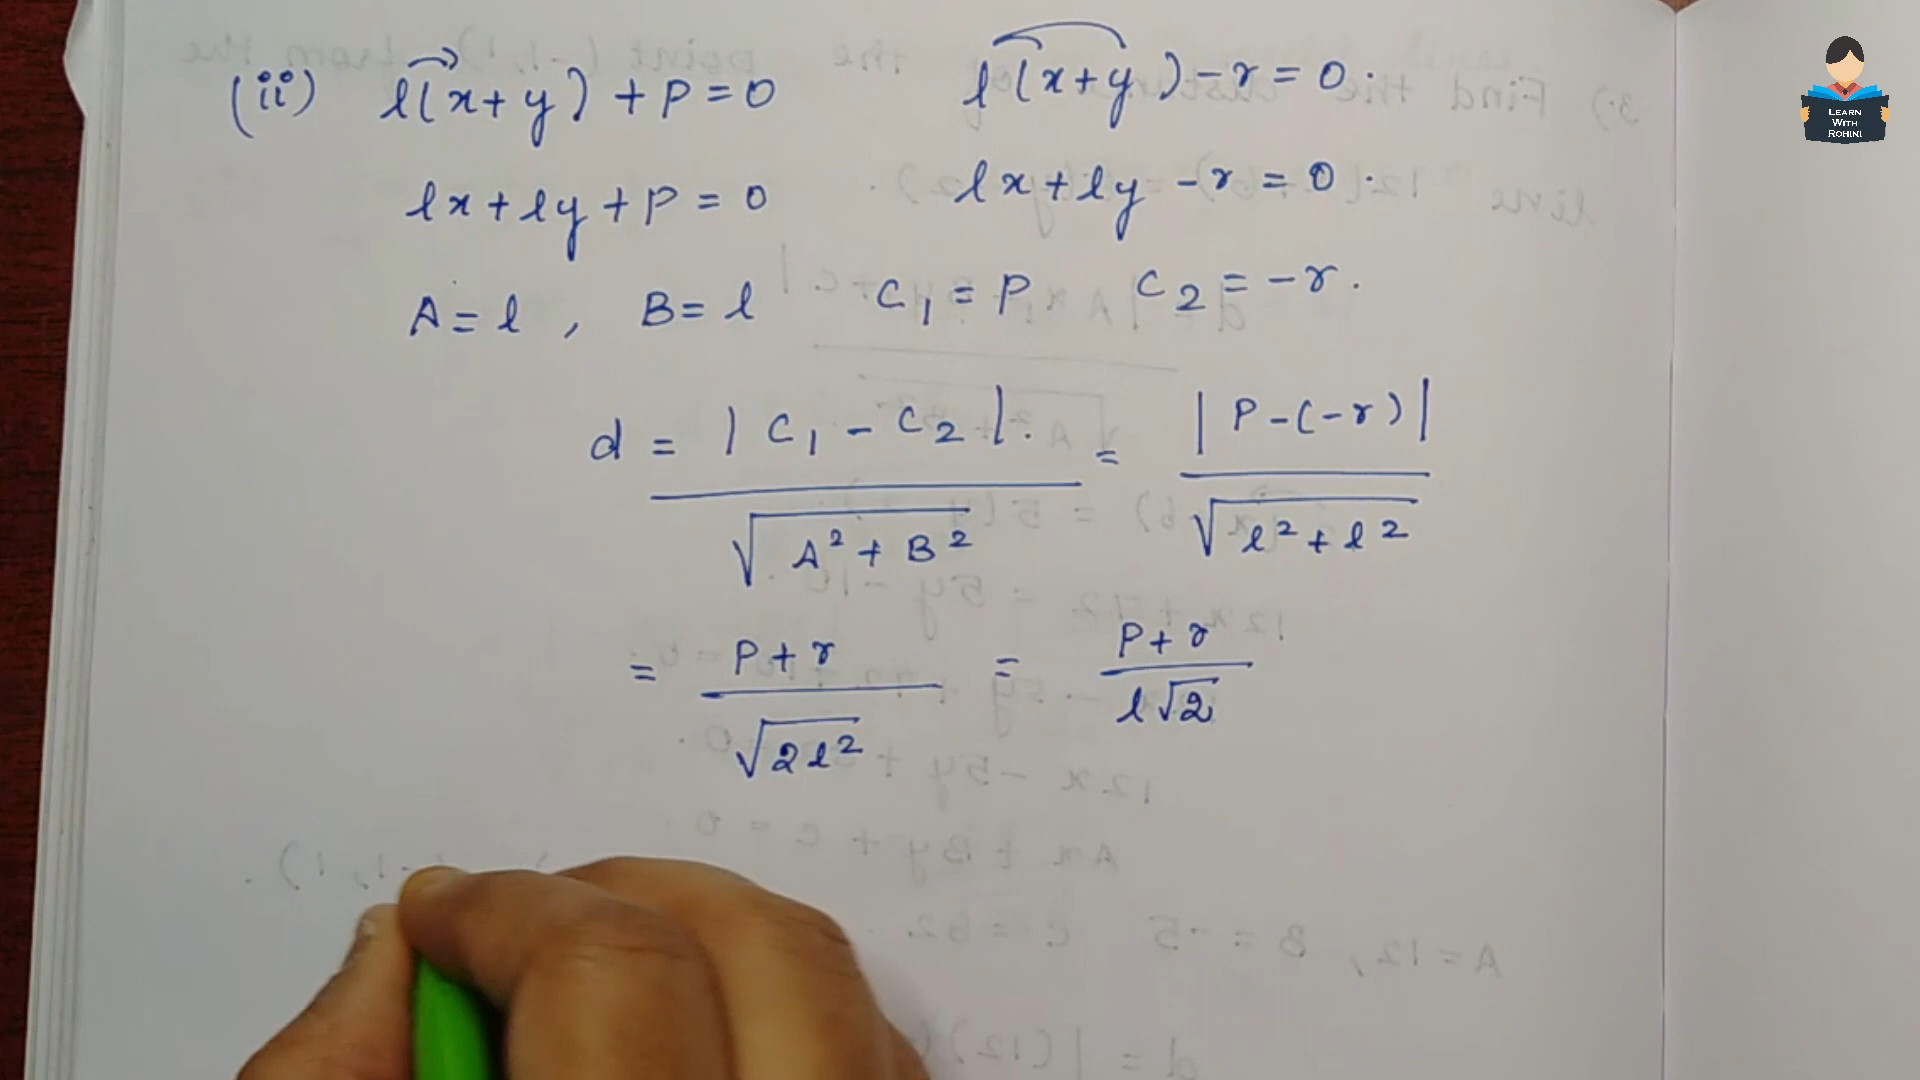 (ii) l(x+y)+p=0 l(x+y)-r=0.
lx+ly+p=0 lx+ly-r=0.
A=l, B=l C₁=p C₂=-r.
d = |C₁-C₂|. / √(A²+B²) = |P-(-r)| / √(l²+l²)
= P+r / √(2l²) = P+r / l√2
LEARN
WITH
ROHINI